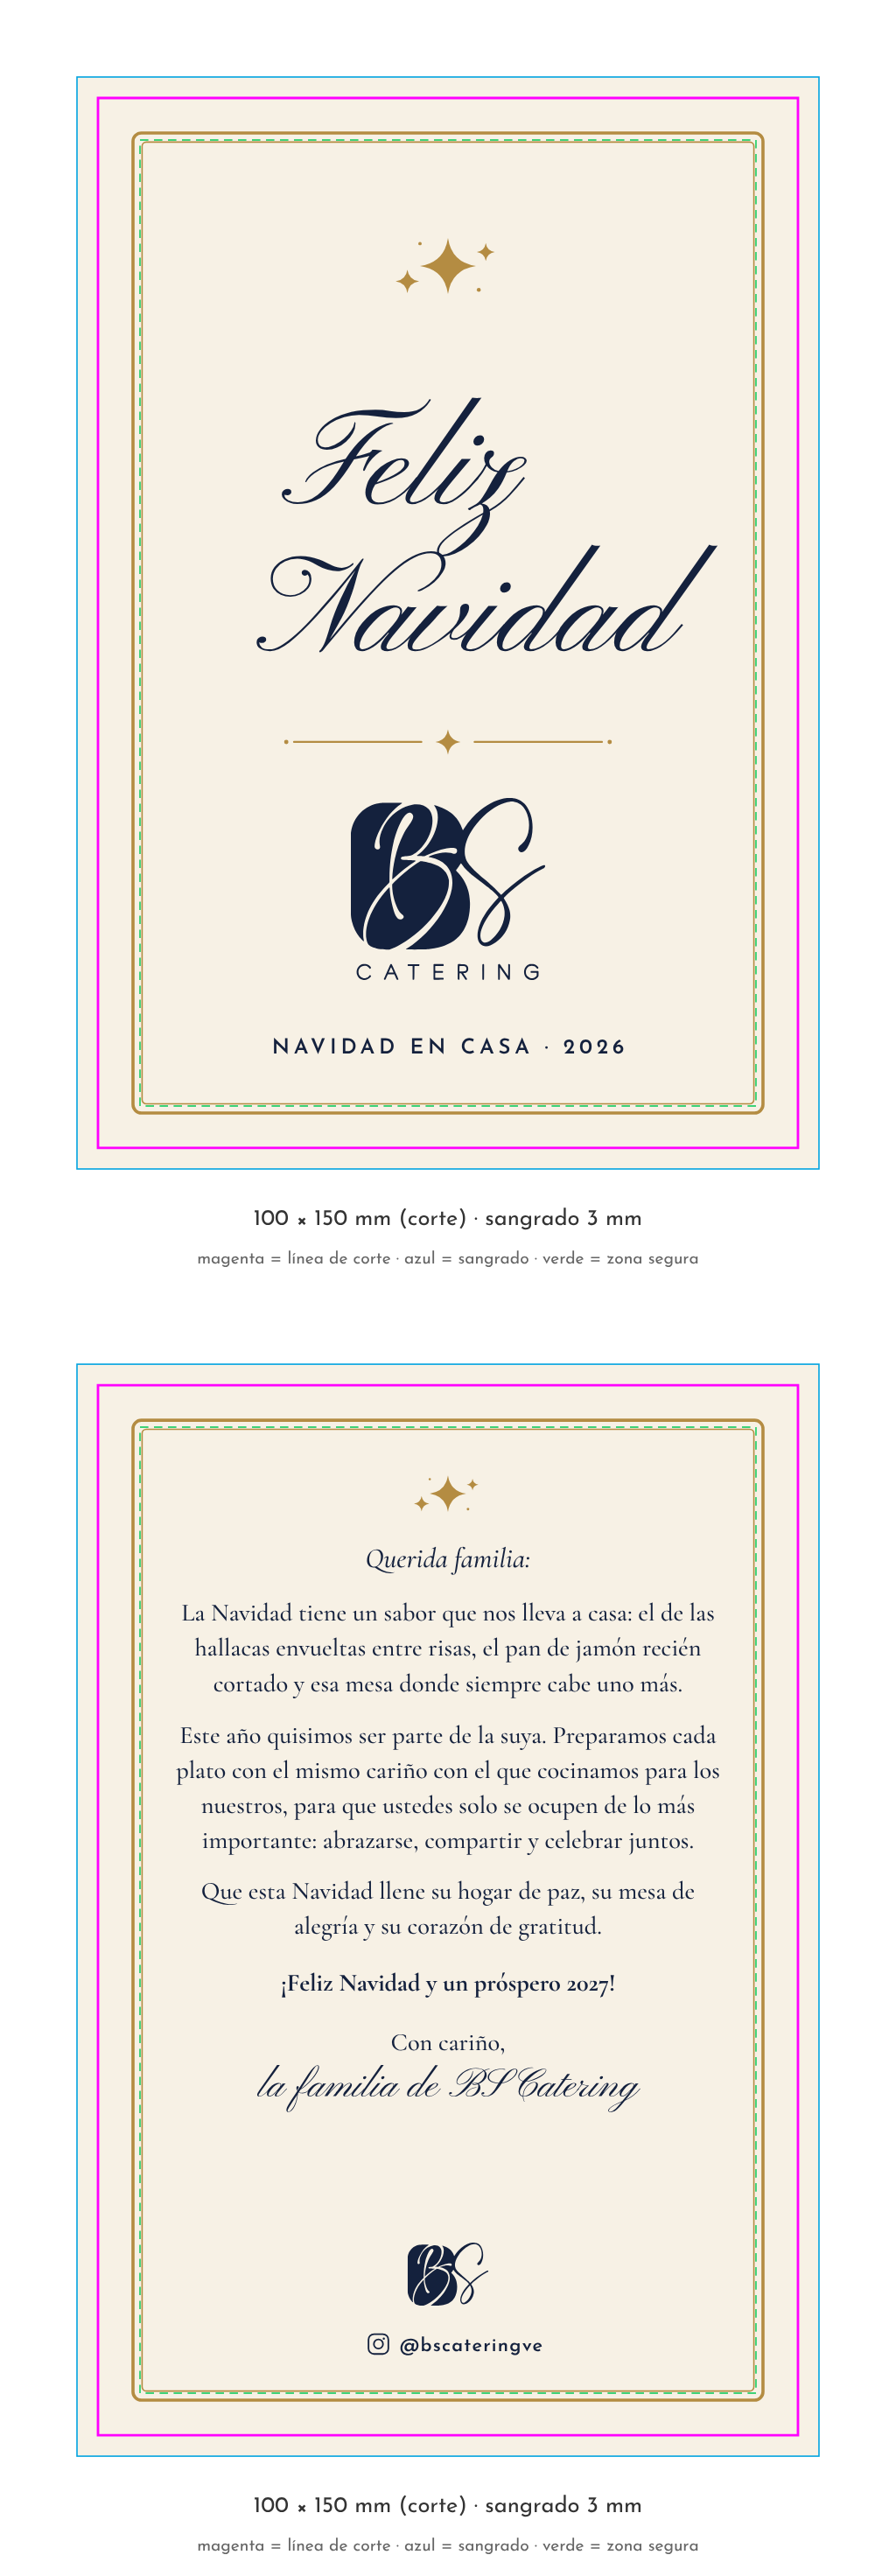 Feliz
Navidad
BS
CATERING
NAVIDAD EN CASA · 2026
100 × 150 mm (corte) · sangrado 3 mm
magenta = línea de corte · azul = sangrado · verde = zona segura
Querida familia:
La Navidad tiene un sabor que nos lleva a casa: el de las
hallacas envueltas entre risas, el pan de jamón recién
cortado y esa mesa donde siempre cabe uno más.
Este año quisimos ser parte de la suya. Preparamos cada
plato con el mismo cariño con el que cocinamos para los
nuestros, para que ustedes solo se ocupen de lo más
importante: abrazarse, compartir y celebrar juntos.
Que esta Navidad llene su hogar de paz, su mesa de
alegría y su corazón de gratitud.
¡Feliz Navidad y un próspero 2027!
Con cariño,
la familia de BS Catering
BS
@bscateringve
100 × 150 mm (corte) · sangrado 3 mm
magenta = línea de corte · azul = sangrado · verde = zona segura